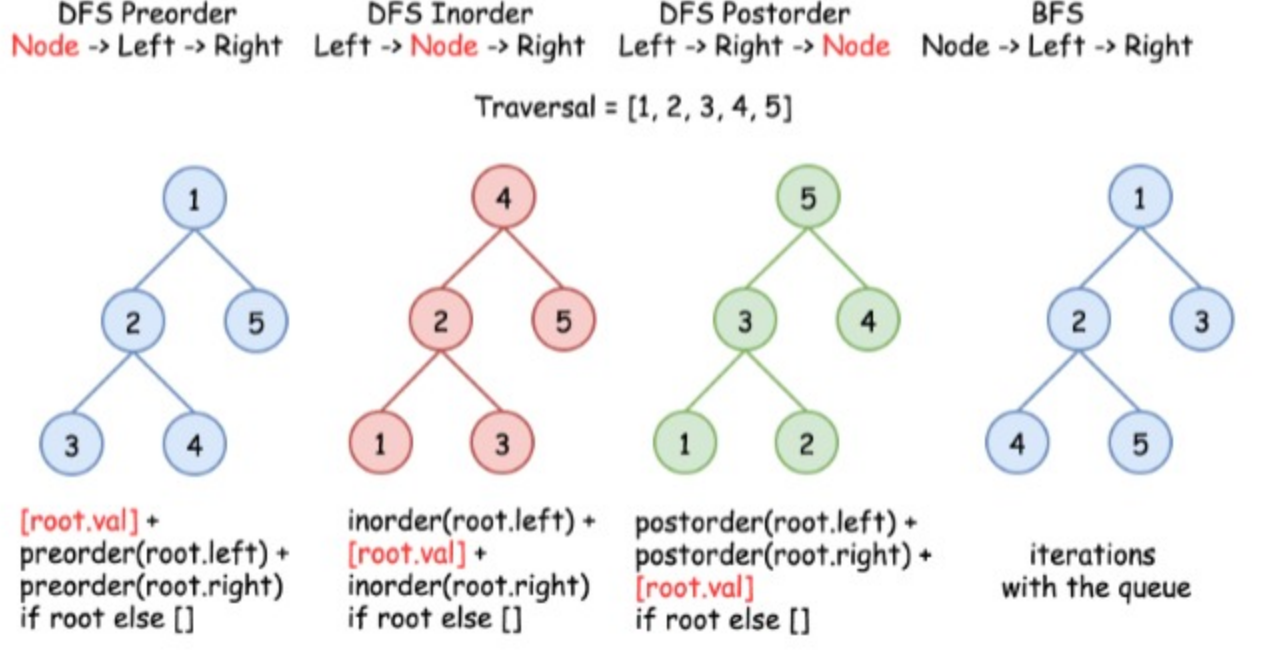 DFS Preorder
Node -> Left -> Right
DFS Inorder
Left -> Node -> Right
DFS Postorder
Left -> Right -> Node
BFS
Node -> Left -> Right
Traversal = [1, 2, 3, 4, 5]
1
2
5
3
4
[root.val] +
preorder(root.left) +
preorder(root.right)
if root else []
4
2
5
1
3
inorder(root.left) +
[root.val] +
inorder(root.right)
if root else []
5
3
4
1
2
postorder(root.left) +
postorder(root.right) +
[root.val]
if root else []
1
2
3
4
5
iterations
with the queue